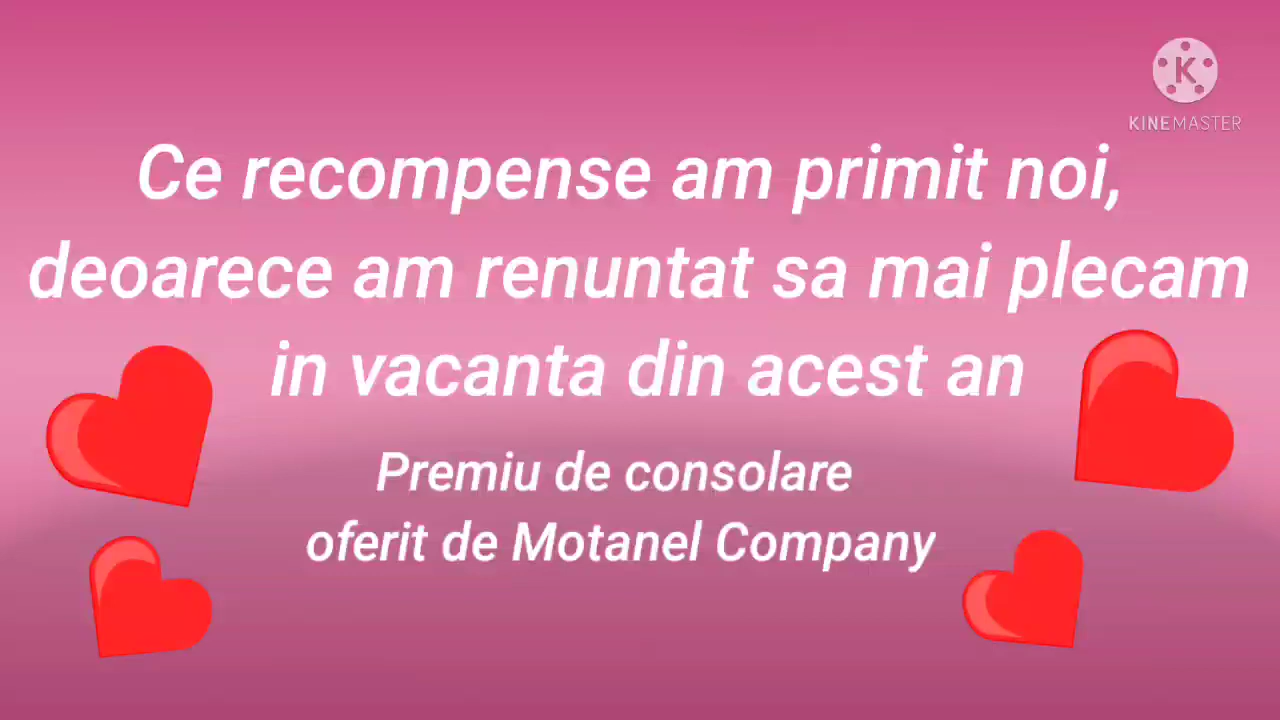 K
KINEMASTER
Ce recompense am primit noi,
deoarece am renuntat sa mai plecam
in vacanta din acest an
Premiu de consolare
oferit de Motanel Company